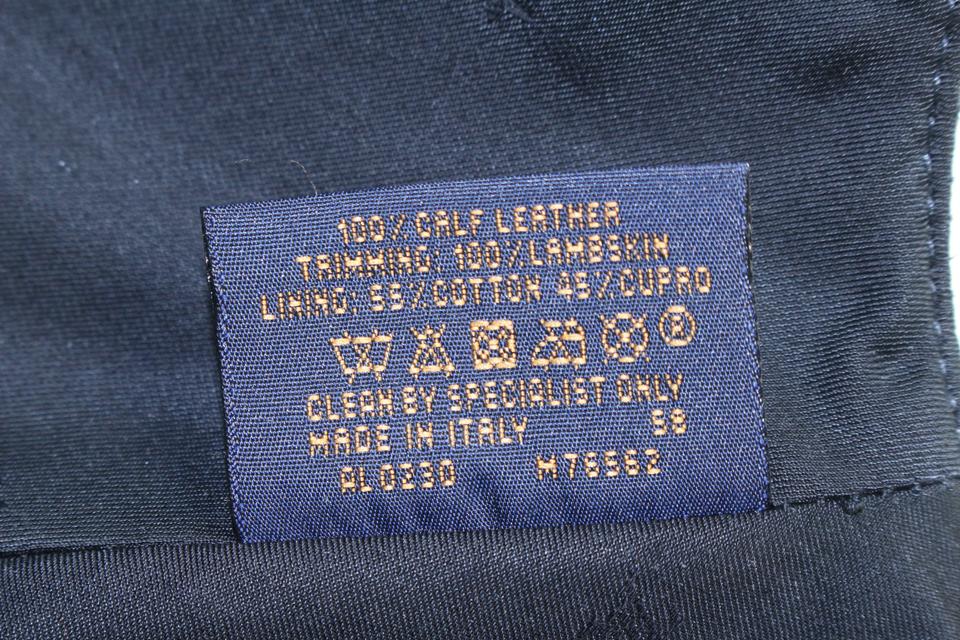 100% CALF LEATHER
TRIMMING: 100% LAMBSKIN
LINING: 55% COTTON 45% CUPRO
CLEAN BY SPECIALIST ONLY
MADE IN ITALY 58
AL0230 M76562